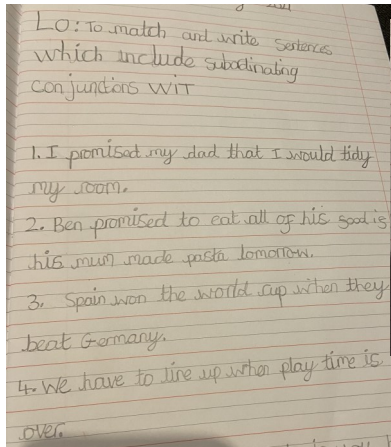 LO: To match and write sentences
which include subodinating
conjunctions WIT
1. I promised my dad that I would tidy
my room.
2. Ben promised to eat all of his food is
his mum made pasta tomorrow.
3. Spain won the world cup when they
beat Germany.
4. We have to line up when play time is
over.